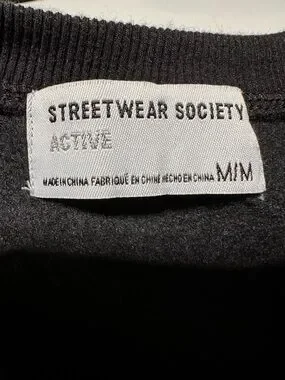 STREETWEAR SOCIETY
ACTIVE
MADE IN CHINA FABRIQUÉ EN CHINE HECHO EN CHINA M/M